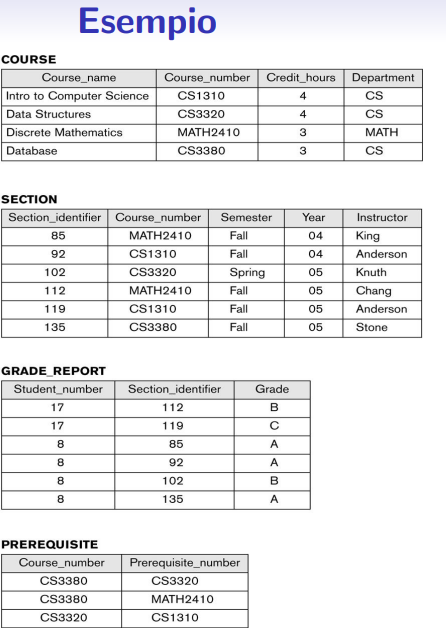 Esempio
COURSE
Course_name Course_number Credit_hours Department
Intro to Computer Science CS1310 4 CS
Data Structures CS3320 4 CS
Discrete Mathematics MATH2410 3 MATH
Database CS3380 3 CS
SECTION
Section_identifier Course_number Semester Year Instructor
85 MATH2410 Fall 04 King
92 CS1310 Fall 04 Anderson
102 CS3320 Spring 05 Knuth
112 MATH2410 Fall 05 Chang
119 CS1310 Fall 05 Anderson
135 CS3380 Fall 05 Stone
GRADE_REPORT
Student_number Section_identifier Grade
17 112 B
17 119 C
8 85 A
8 92 A
8 102 B
8 135 A
PREREQUISITE
Course_number Prerequisite_number
CS3380 CS3320
CS3380 MATH2410
CS3320 CS1310